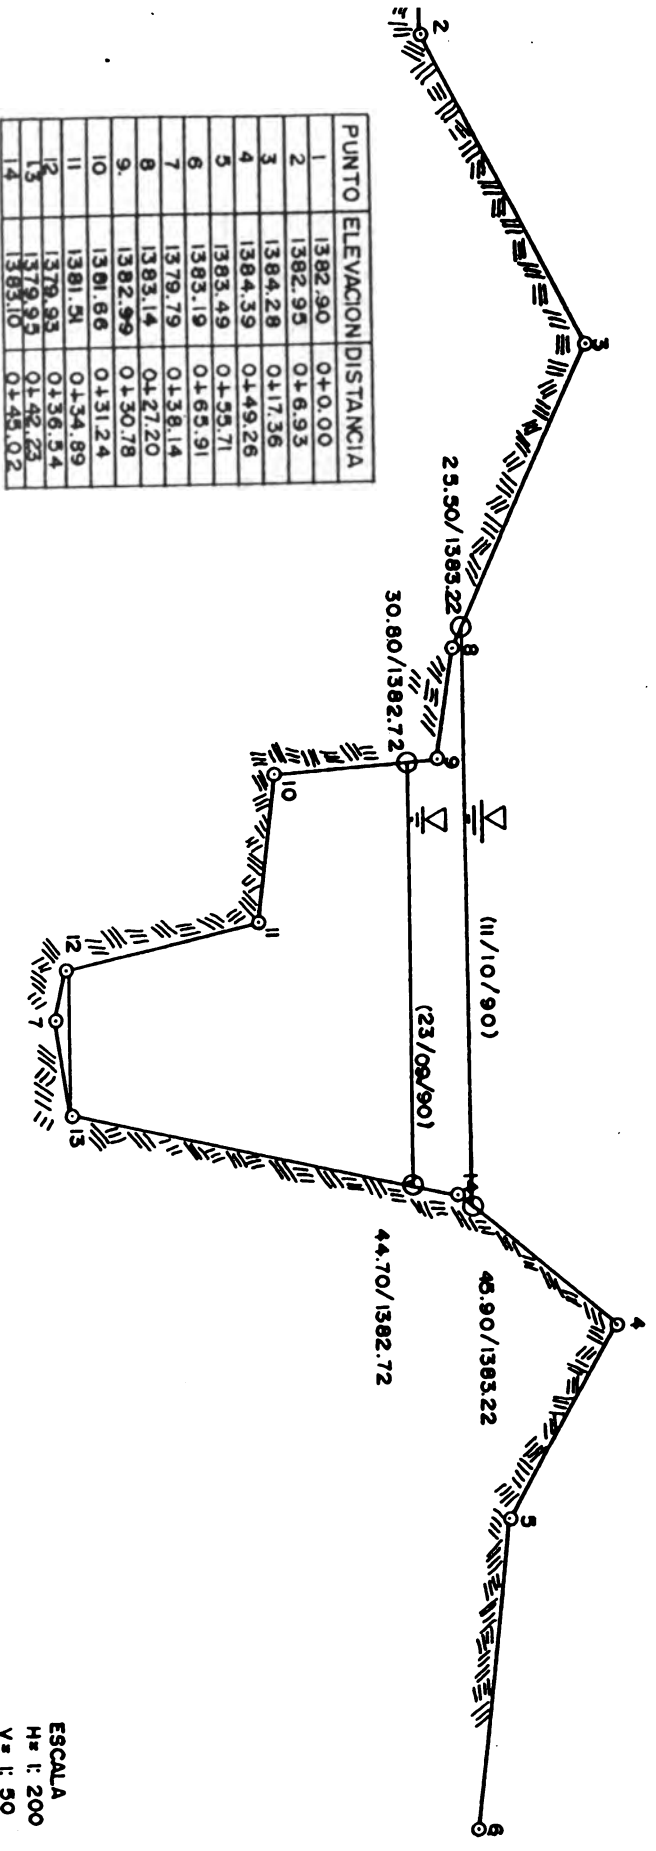 PUNTO ELEVACION DISTANCIA
1 1382.90 0+0.00
2 1382.95 0+6.93
3 1384.28 0+17.36
4 1384.39 0+49.26
5 1383.49 0+55.71
6 1383.19 0+65.91
7 1379.79 0+38.14
8 1383.14 0+27.20
9. 1382.99 0+30.78
10 1381.66 0+31.24
11 1381.51 0+34.89
12 1379.93 0+36.54
13 1379.95 0+42.23
14 1383.10 0+45.02
2
3
25.50/1383.22
8
30.80/1382.72
9
10
11
12
7
13
(11/10/90)
(23/09/90)
14
44.70/1382.72
45.90/1383.22
4
5
6
ESCALA
H= 1: 200
V= 1: 50